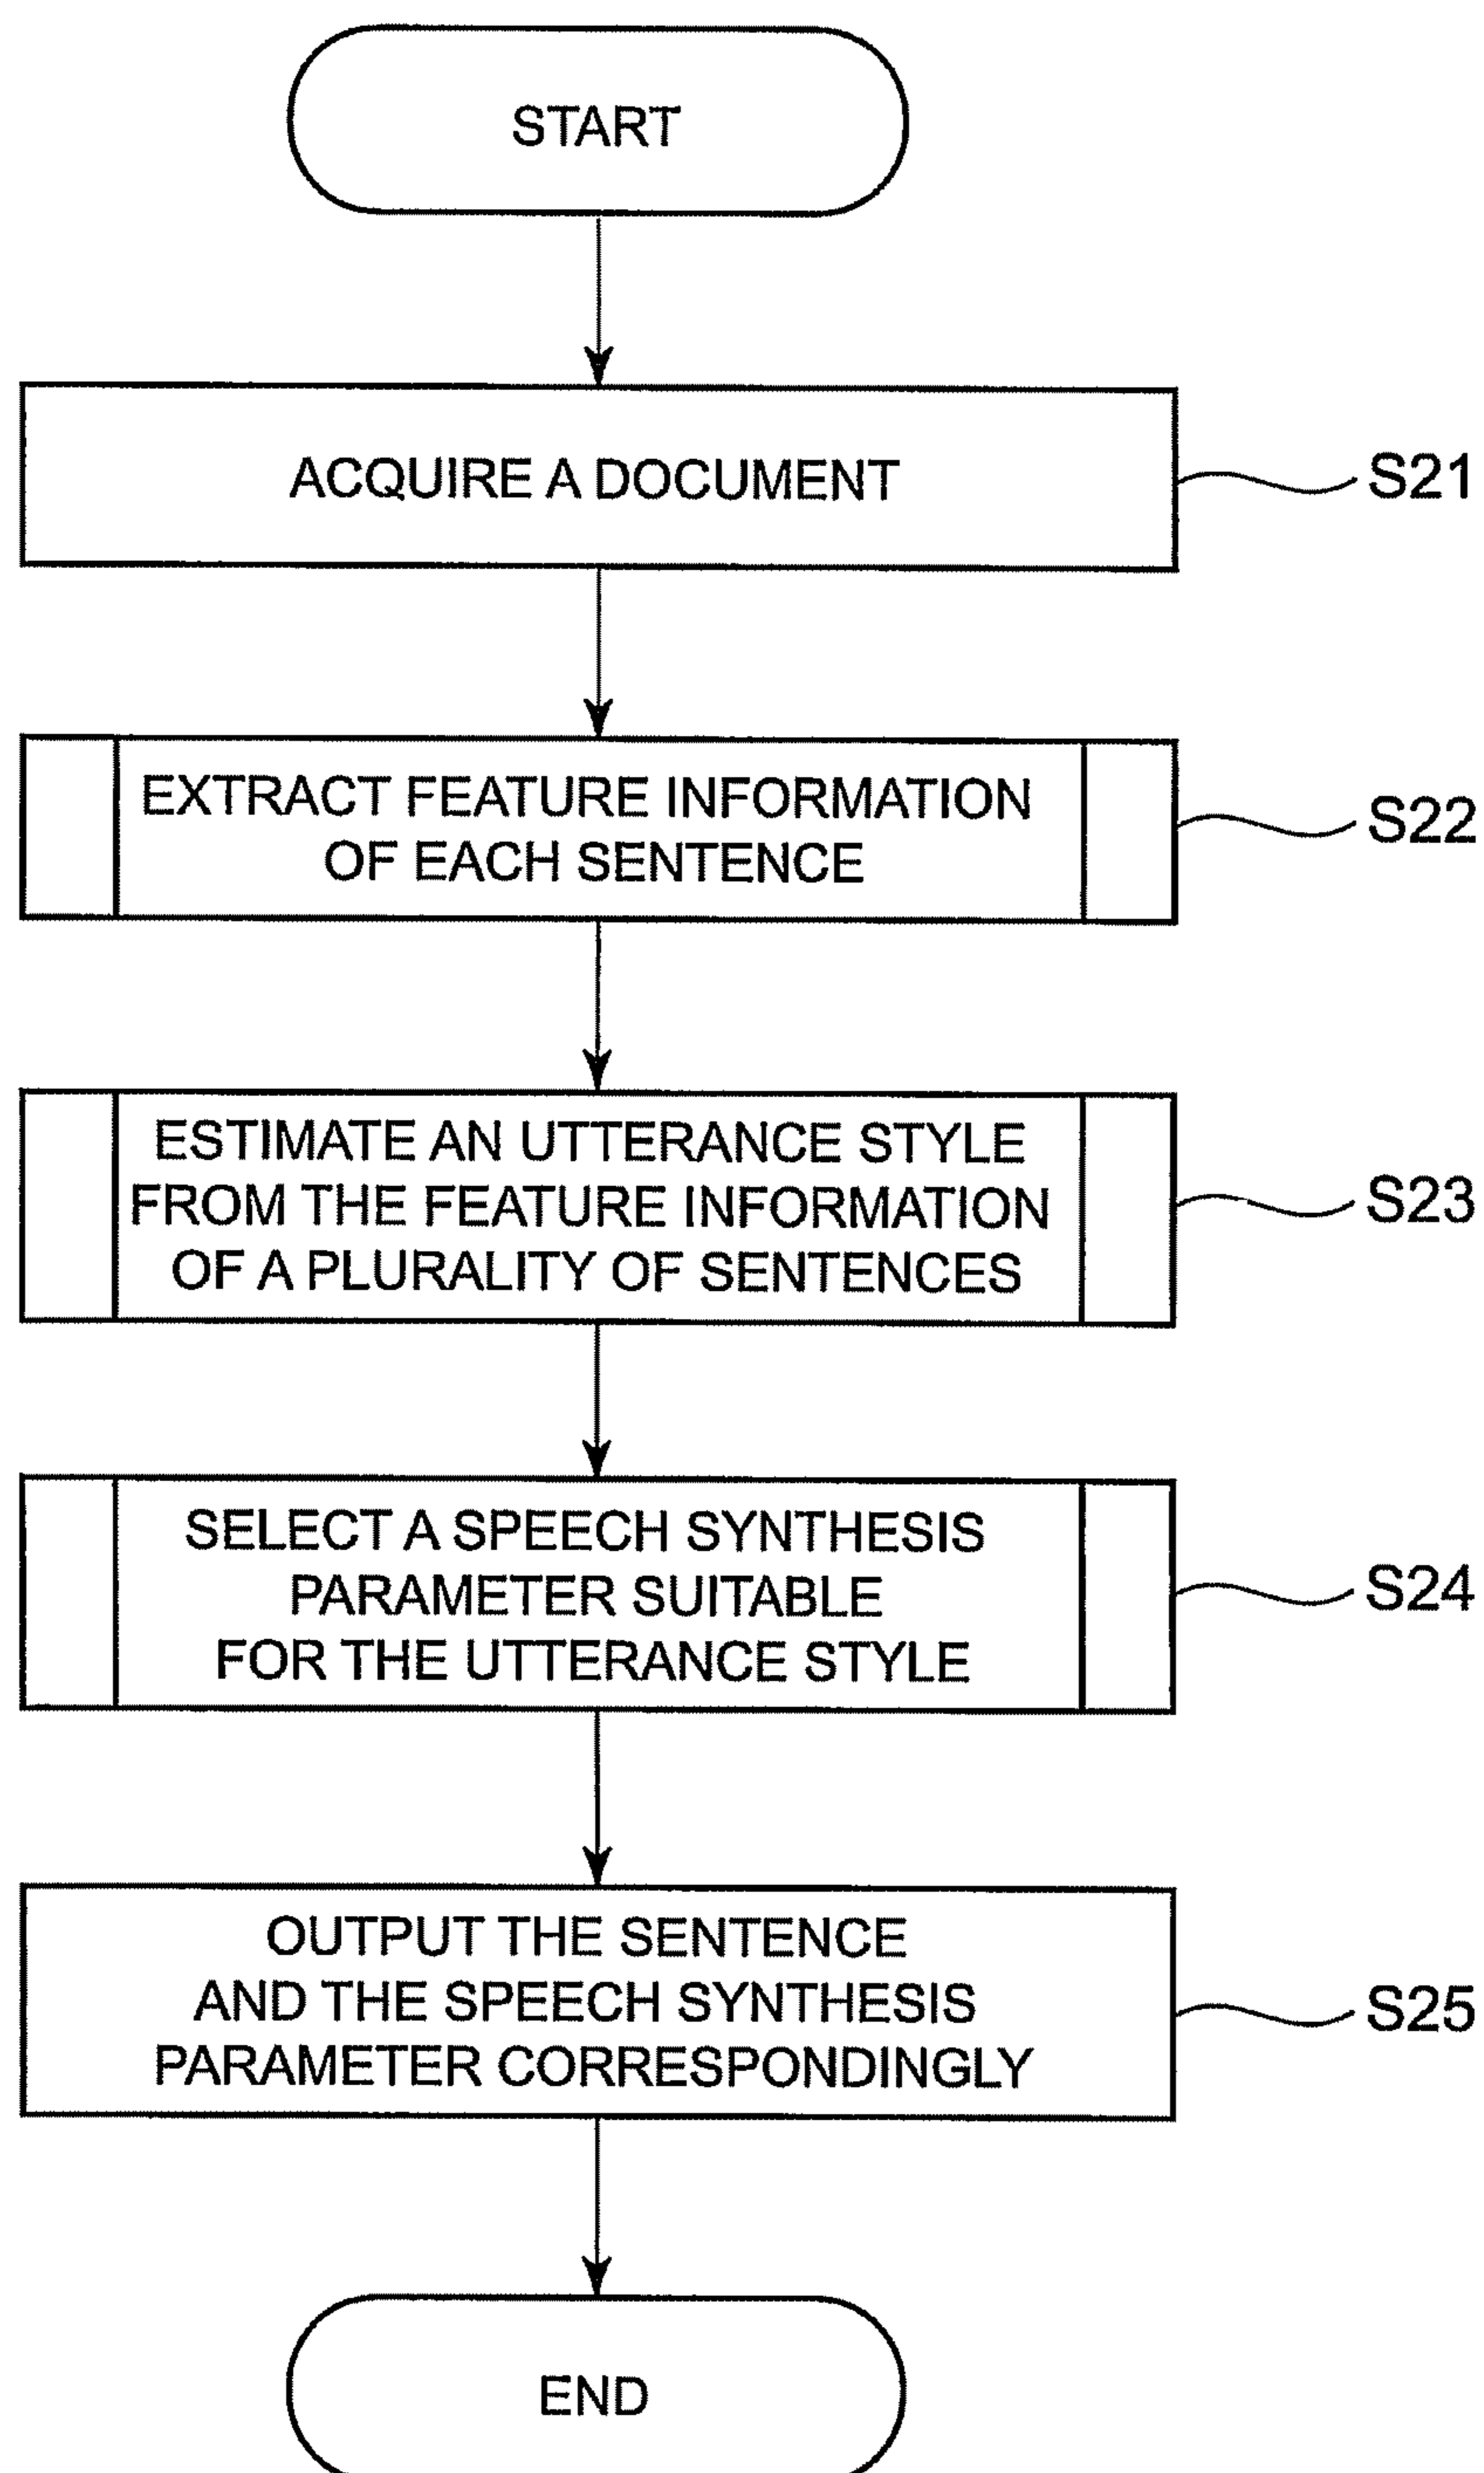 START
ACQUIRE A DOCUMENT
S21
EXTRACT FEATURE INFORMATION
OF EACH SENTENCE
S22
ESTIMATE AN UTTERANCE STYLE
FROM THE FEATURE INFORMATION
OF A PLURALITY OF SENTENCES
S23
SELECT A SPEECH SYNTHESIS
PARAMETER SUITABLE
FOR THE UTTERANCE STYLE
S24
OUTPUT THE SENTENCE
AND THE SPEECH SYNTHESIS
PARAMETER CORRESPONDINGLY
S25
END